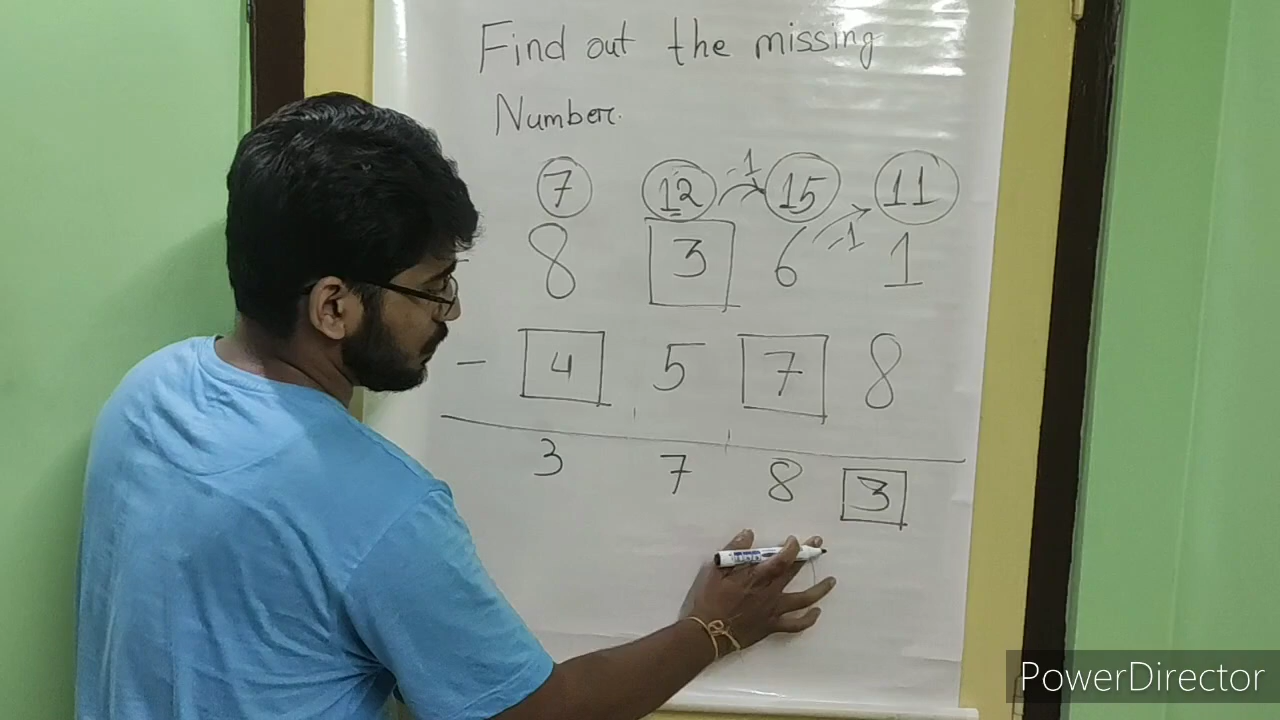 Find out the missing
Number.
7 12 -1 15 11
- 8 3 6 -1 1
- 4 5 7 8
3 7 8 3
PowerDirector